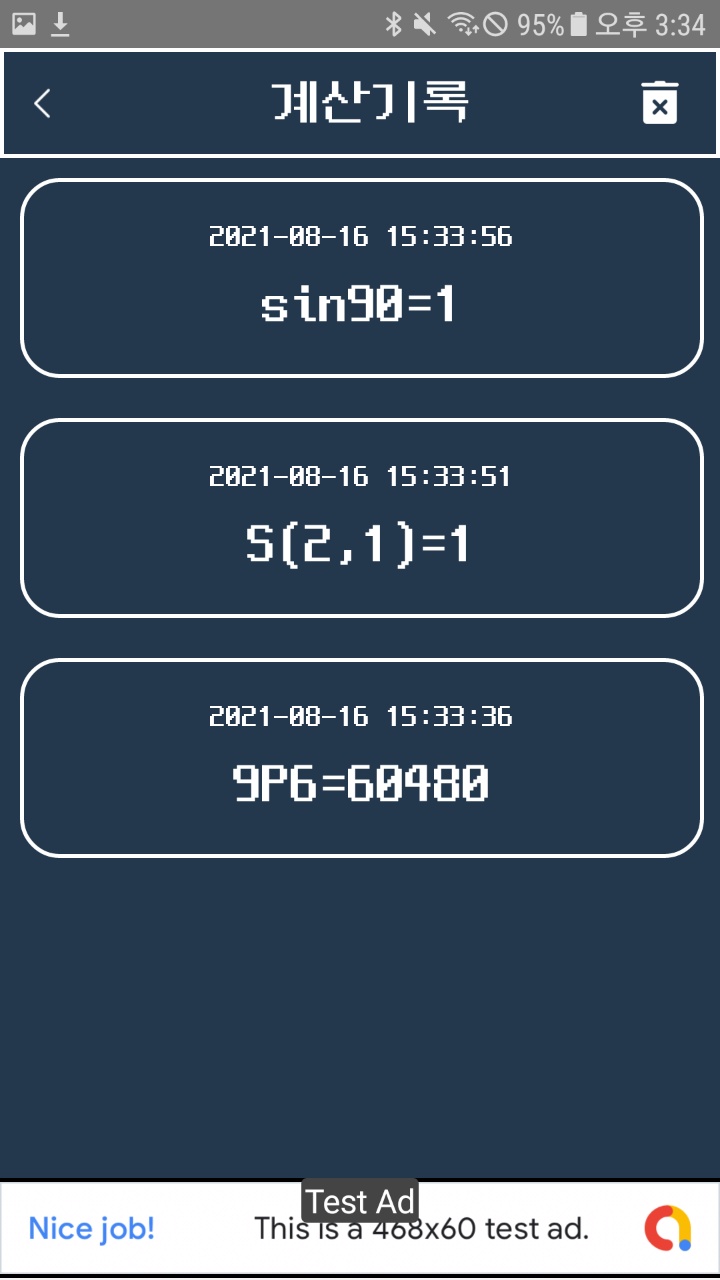 95% 오후 3:34
계산기록
2021-08-16 15:33:56
sin90=1
2021-08-16 15:33:51
S(2,1)=1
2021-08-16 15:33:36
9P6=60480
Test Ad
Nice job! This is a 468x60 test ad.